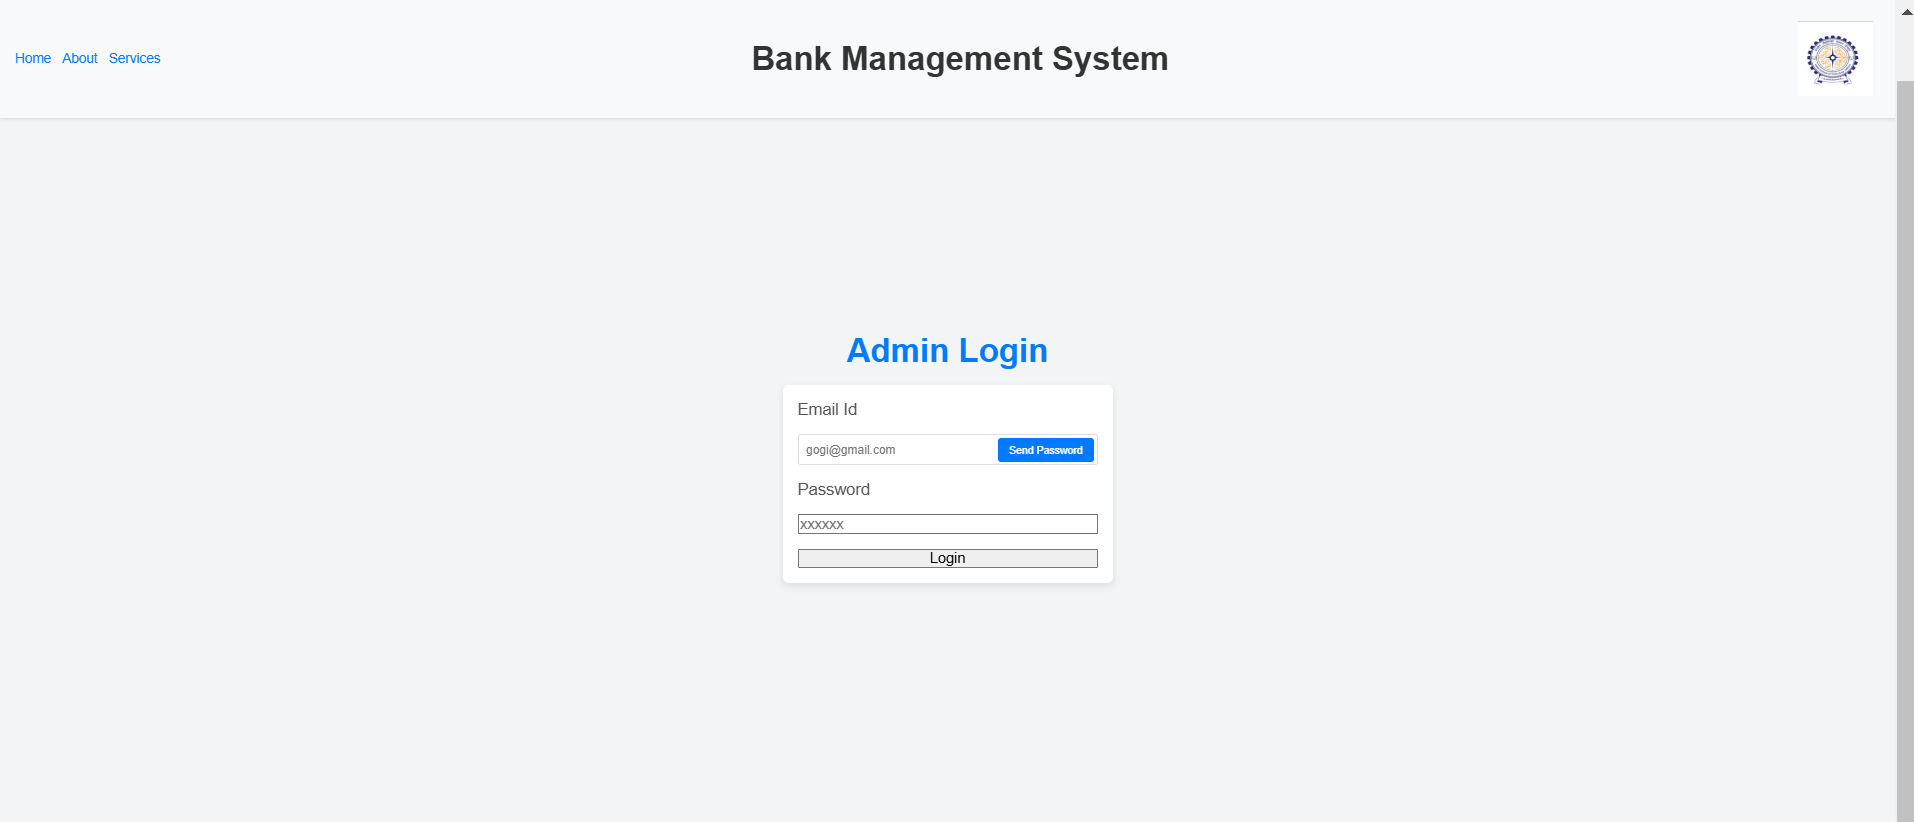 Home About Services
Bank Management System
Admin Login
Email Id
gogi@gmail.com Send Password
Password
xxxxxx
Login